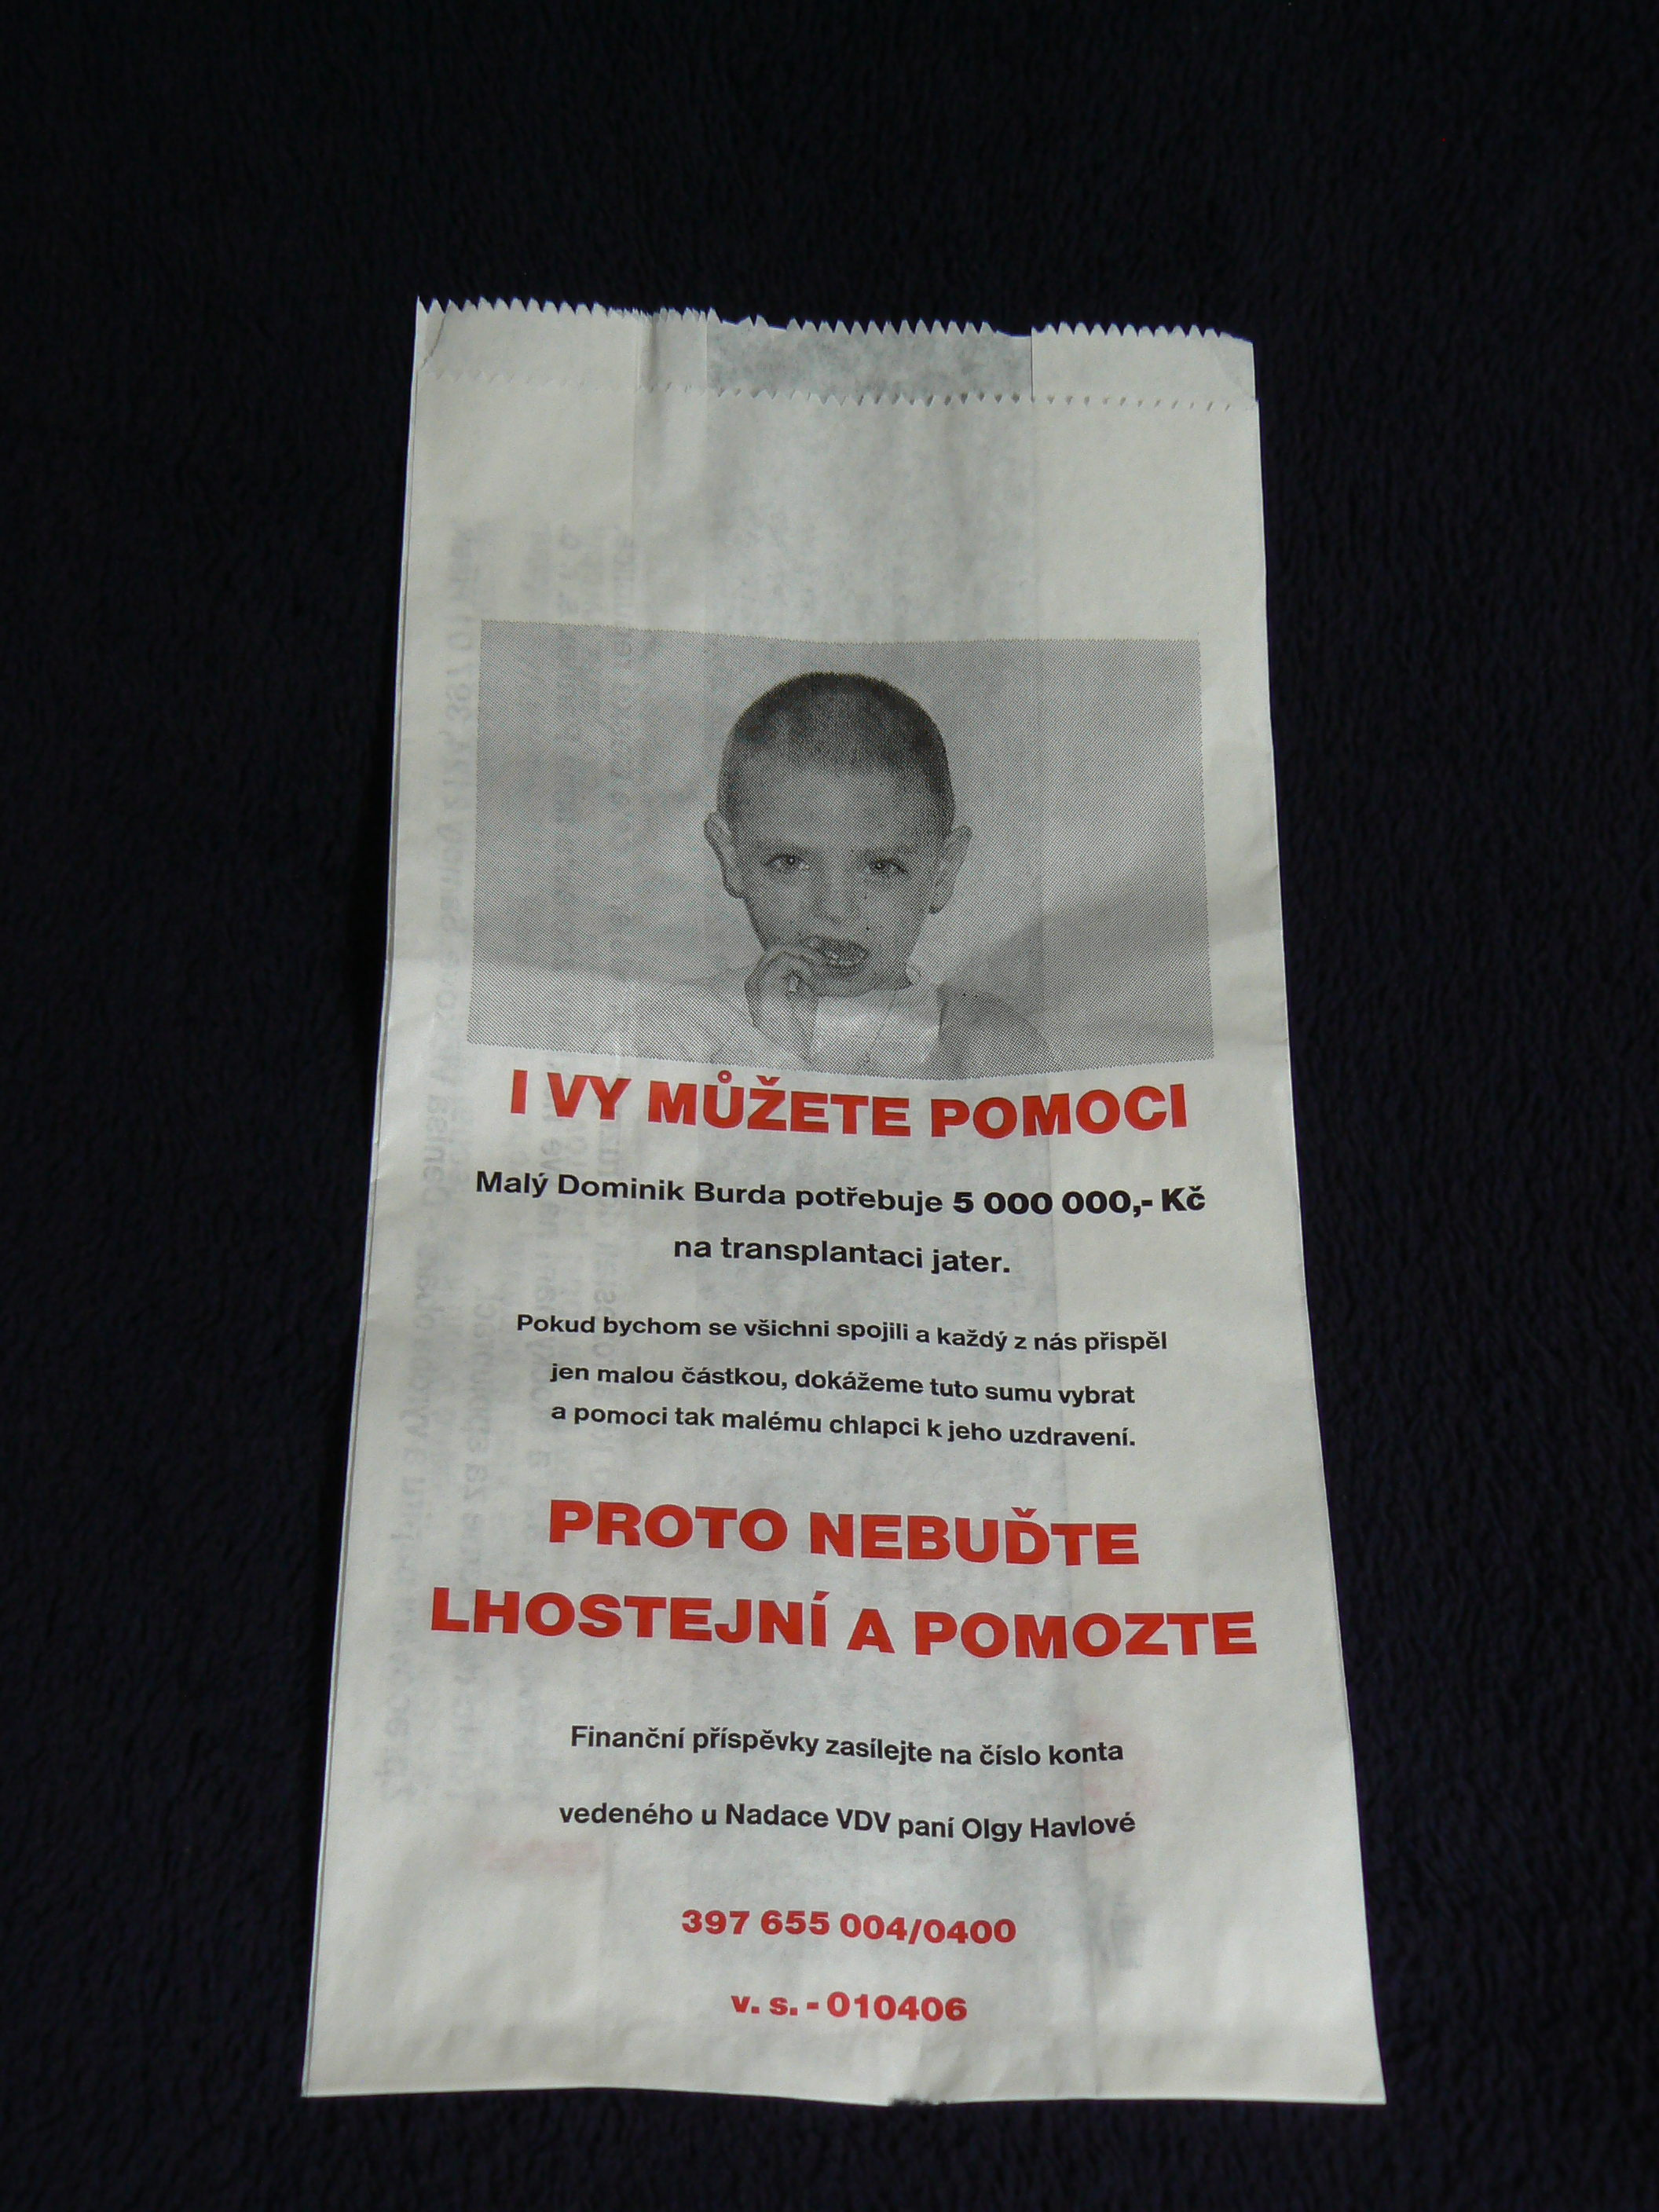 I VY MŮŽETE POMOCI
Malý Dominik Burda potřebuje 5 000 000,- Kč
na transplantaci jater.
Pokud bychom se všichni spojili a každý z nás přispěl
jen malou částkou, dokážeme tuto sumu vybrat
a pomoci tak malému chlapci k jeho uzdravení.
PROTO NEBUĎTE
LHOSTEJNÍ A POMOZTE
Finanční příspěvky zasílejte na číslo konta
vedeného u Nadace VDV paní Olgy Havlové
397 655 004/0400
v. s. - 010406